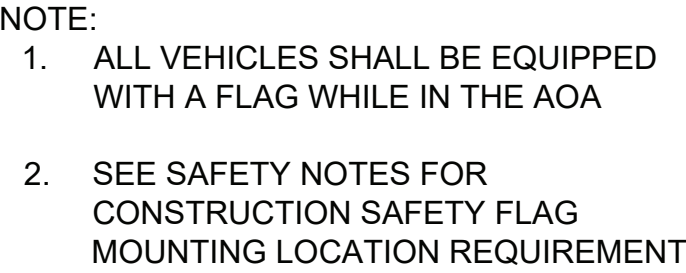 NOTE:
1. ALL VEHICLES SHALL BE EQUIPPED
WITH A FLAG WHILE IN THE AOA
2. SEE SAFETY NOTES FOR
CONSTRUCTION SAFETY FLAG
MOUNTING LOCATION REQUIREMENT